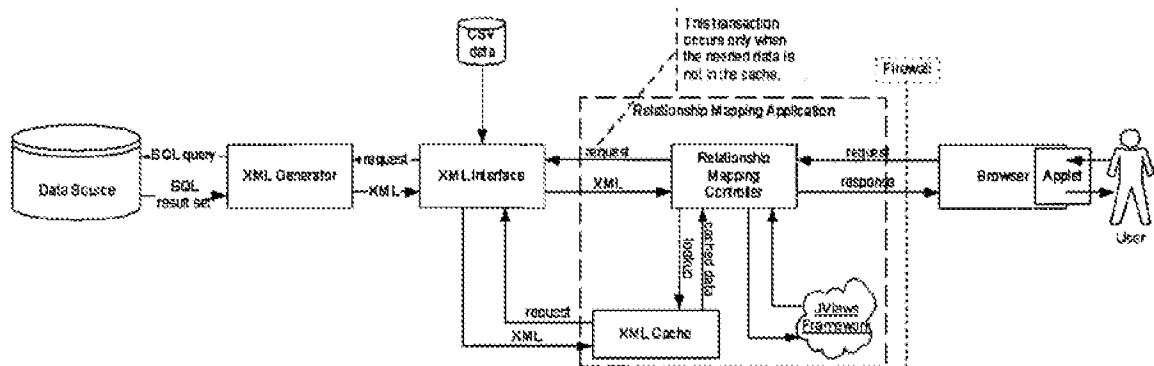 CSV
data
This transaction
occurs only when
the needed data is
not in the cache.
Firewall
Relationship Mapping Application
Data Source
SQL query
SQL
result set
XML Generator
request
XML
XML Interface
request
XML
Relationship
Mapping
Controller
request
response
Browser
Applet
User
lookup
cached data
request
XML
XML Cache
JViews
Framework